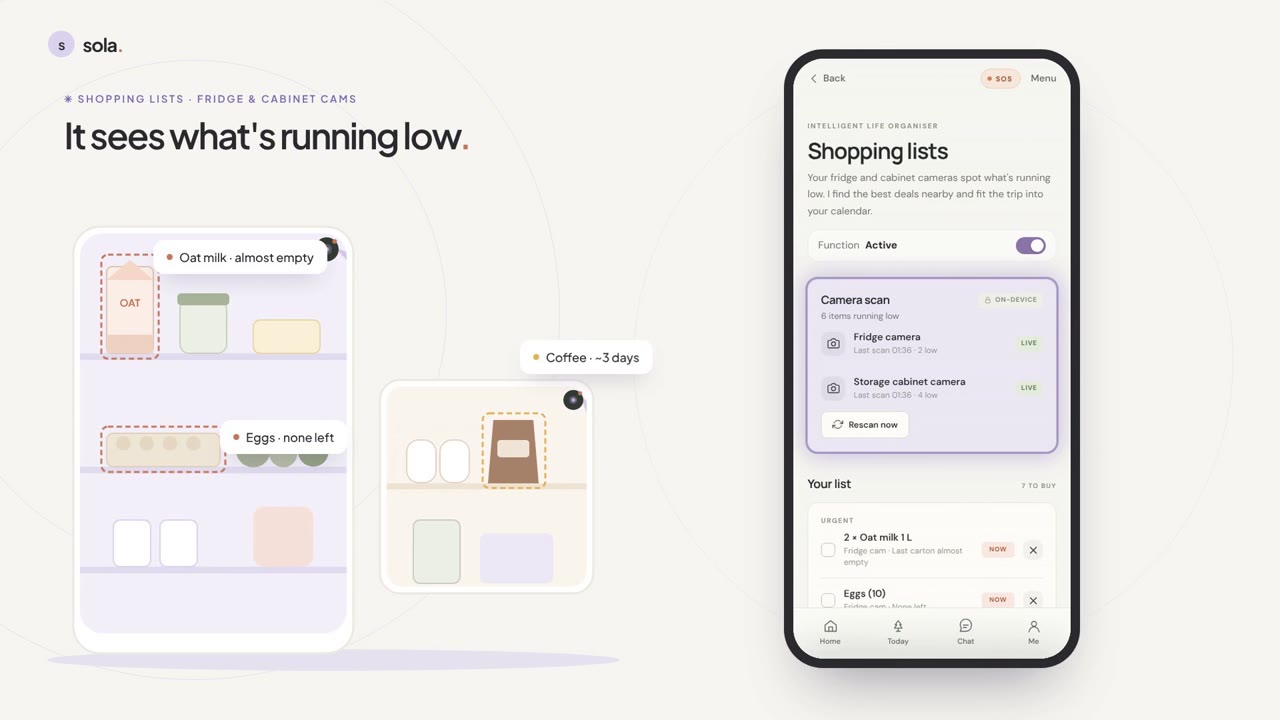 s sola.
✳ SHOPPING LISTS · FRIDGE & CABINET CAMS
It sees what's running low.
Oat milk · almost empty
OAT
Coffee · ~3 days
Eggs · none left
Back
SOS
Menu
INTELLIGENT LIFE ORGANISER
Shopping lists
Your fridge and cabinet cameras spot what's running
low. I find the best deals nearby and fit the trip into
your calendar.
Function Active
Camera scan
ON-DEVICE
6 items running low
Fridge camera
Last scan 01:36 · 2 low
LIVE
Storage cabinet camera
Last scan 01:36 · 4 low
LIVE
Rescan now
Your list
7 TO BUY
URGENT
2 × Oat milk 1 L
Fridge cam · Last carton almost
empty
NOW
Eggs (10)
Fridge cam · None left
NOW
Home
Today
Chat
Me